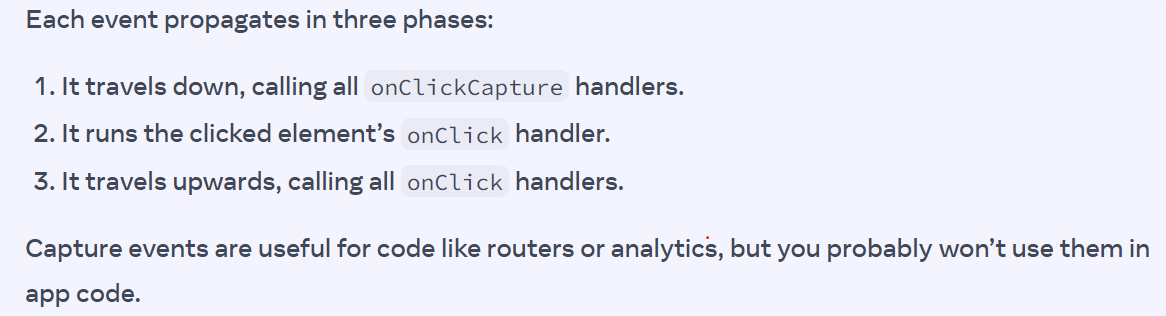 Each event propagates in three phases:
1. It travels down, calling all onClickCapture handlers.
2. It runs the clicked element’s onClick handler.
3. It travels upwards, calling all onClick handlers.
Capture events are useful for code like routers or analytics, but you probably won’t use them in
app code.